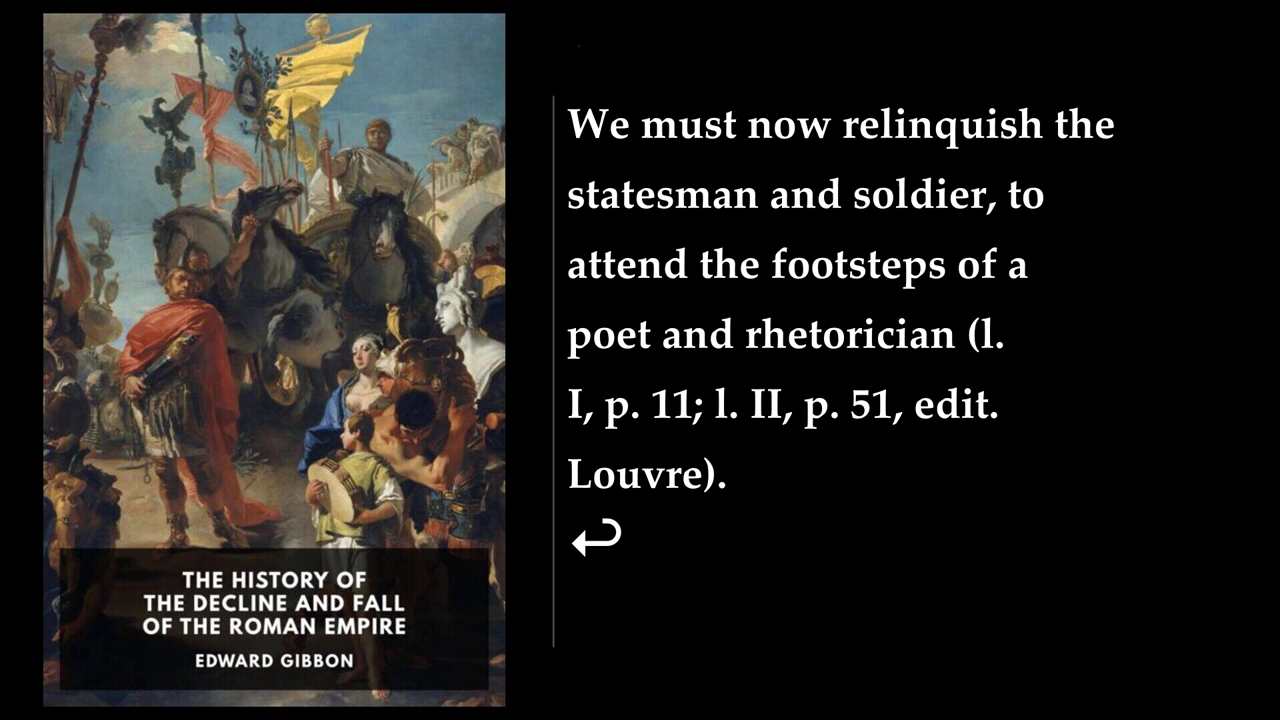 We must now relinquish the
statesman and soldier, to
attend the footsteps of a
poet and rhetorician (l.
I, p. 11; l. II, p. 51, edit.
Louvre).
↩
THE HISTORY OF
THE DECLINE AND FALL
OF THE ROMAN EMPIRE
EDWARD GIBBON